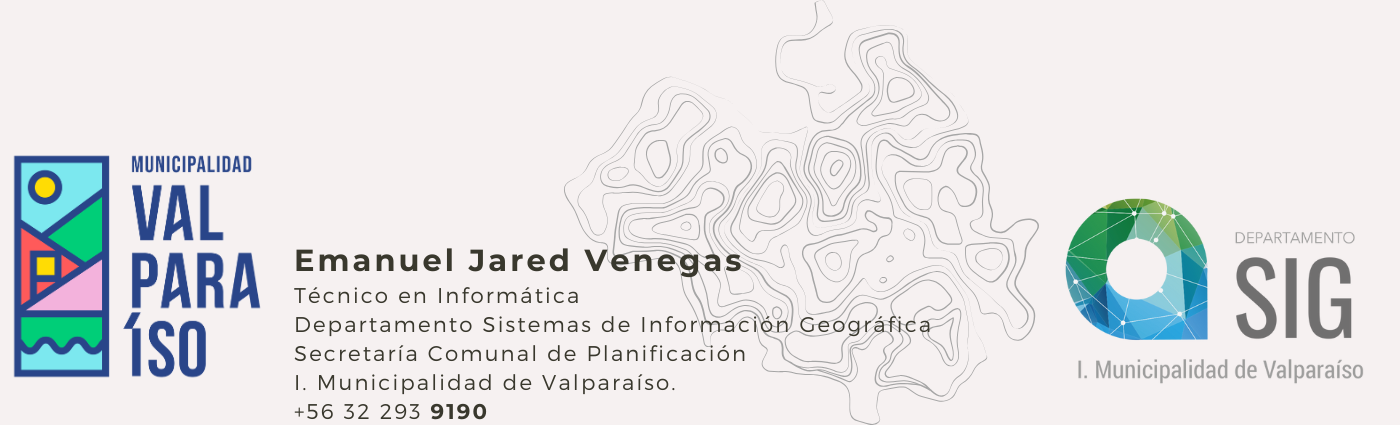 MUNICIPALIDAD
VAL
PARA
ÍSO
Emanuel Jared Venegas
Técnico en Informática
Departamento Sistemas de Información Geográfica
Secretaría Comunal de Planificación
I. Municipalidad de Valparaíso.
+56 32 293 9190
DEPARTAMENTO
SIG
I. Municipalidad de Valparaíso